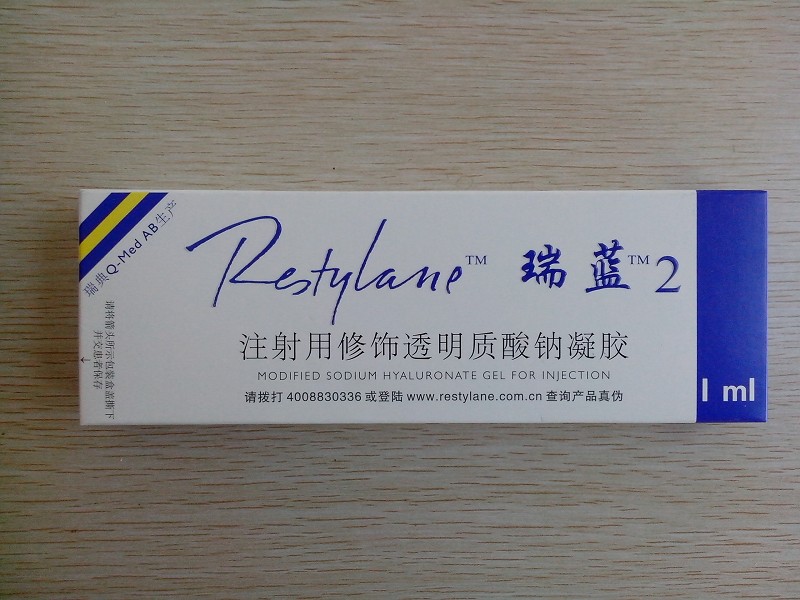 瑞典Q-Med AB生产
Restylane™ 瑞蓝™2
注射用修饰透明质酸钠凝胶
MODIFIED SODIUM HYALURONATE GEL FOR INJECTION
请拨打 4008830336 或登陆 www.restylane.com.cn 查询产品真伪
1 ml
请将箭头所示包装盒盖撕下
并交患者保存